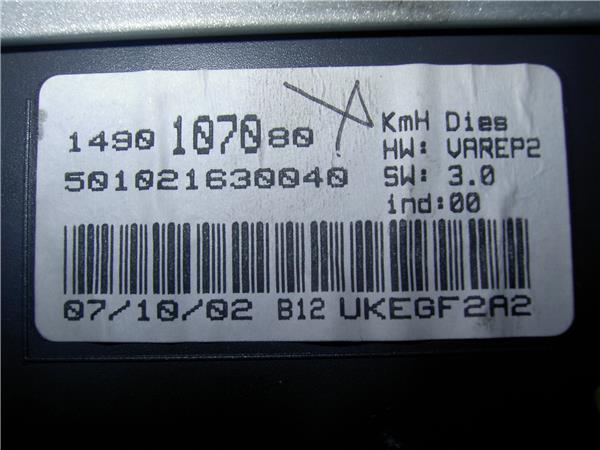 1490 1070 80 KmH Dies
HW: VAREP2
501021630040 SW: 3.0
ind:00
07/10/02 B12 UKEGF2A2